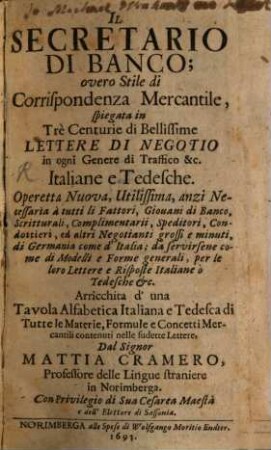 IL
SECRETARIO
DI BANCO;
overo Stile di
Corrispondenza Mercantile,
spiegata in
Trè Centurie di Bellissime
LETTERE DI NEGOTIO
in ogni Genere di Traffico &c.
Italiane e Tedesche.
Operetta Nuova, Utilissima, anzi Ne-
cessaria à tutti li Fattori, Giovani di Banco,
Scritturali, Complimentarii, Speditori, Con-
dottieri, ed altri Negottianti grossi e minuti,
di Germania come d'Italia; da servirsene co-
me di Modelli e Forme generali, per le
loro Lettere e Risposte Italiane ò
Tedesche &c.
Arricchita d' una
Tavola Alfabetica Italiana e Tedesca di
Tutte le Materie, Formule e Concetti Mer-
cantili contenuti nelle sudette Lettere.
Dal Signor
MATTIA CRAMERO,
Professore delle Lingue straniere
in Norimberga.
Con Privilegio di Sua Cesarea Maestà
e dell' Elettore di Sassonia.
NORIMBERGA alle Spese di Wolfgango Moritio Endter.
1693.